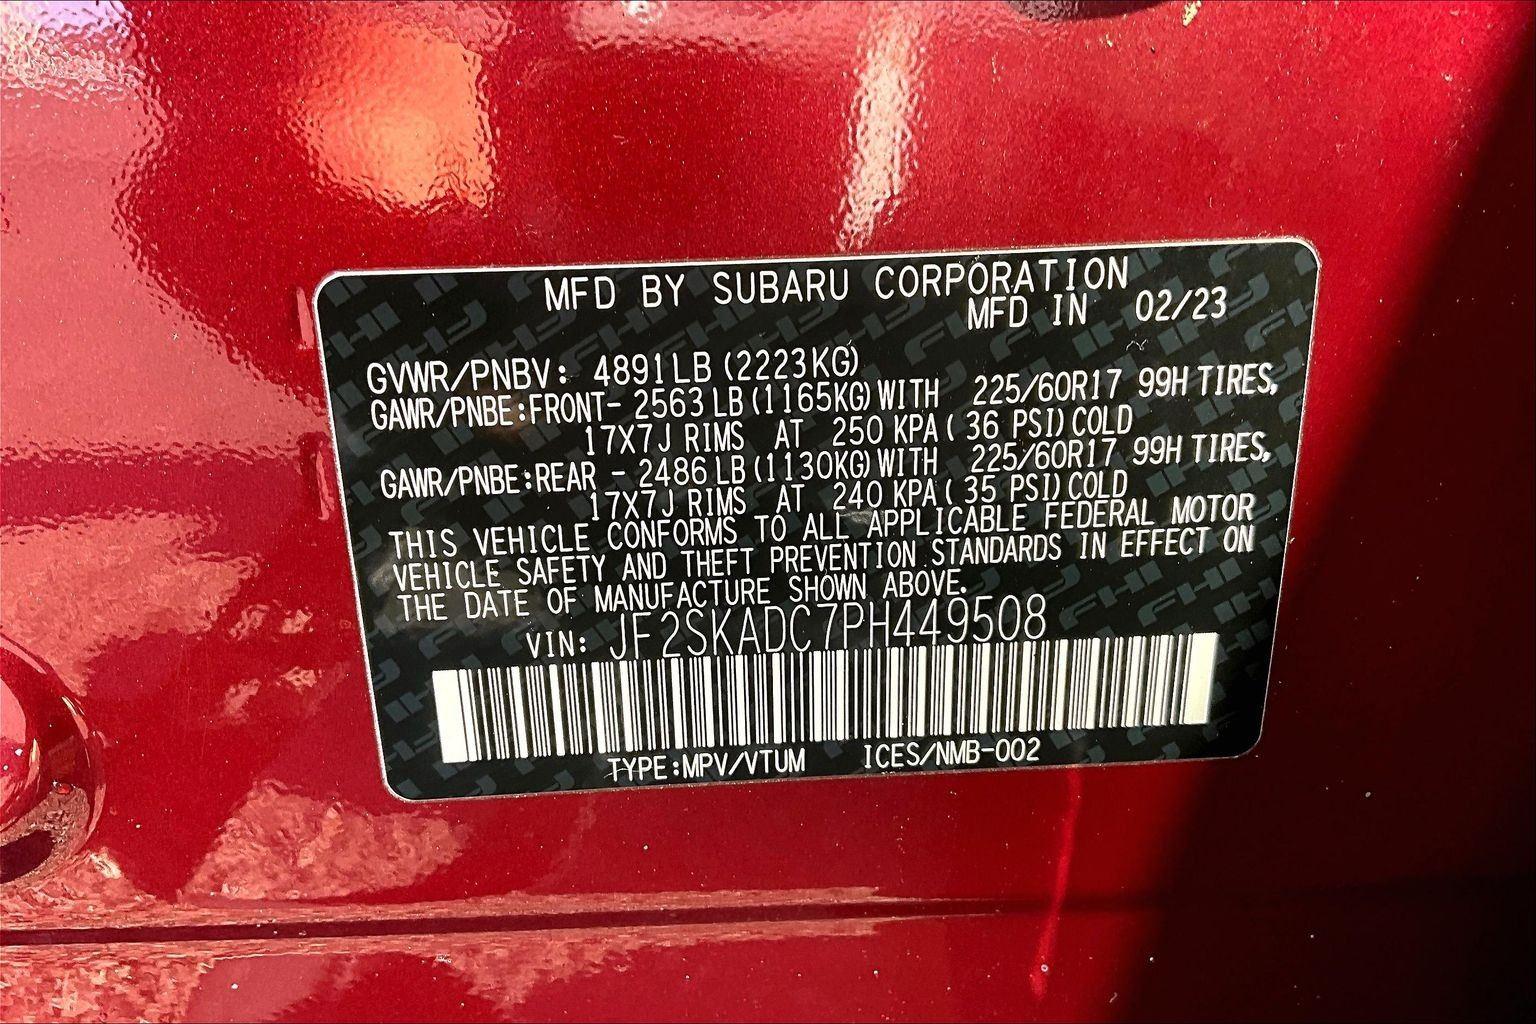 MFD BY SUBARU CORPORATION
MFD IN 02/23
GVWR/PNBV: 4891LB (2223KG)
GAWR/PNBE:FRONT- 2563 LB (1165KG) WITH 225/60R17 99H TIRES,
17X7J RIMS AT 250 KPA ( 36 PSI) COLD
GAWR/PNBE:REAR - 2486 LB (1130KG) WITH 225/60R17 99H TIRES,
17X7J RIMS AT 240 KPA ( 35 PSI) COLD
THIS VEHICLE CONFORMS TO ALL APPLICABLE FEDERAL MOTOR
VEHICLE SAFETY AND THEFT PREVENTION STANDARDS IN EFFECT ON
THE DATE OF MANUFACTURE SHOWN ABOVE.
VIN: JF2SKADC7PH449508
TYPE:MPV/VTUM ICES/NMB-002